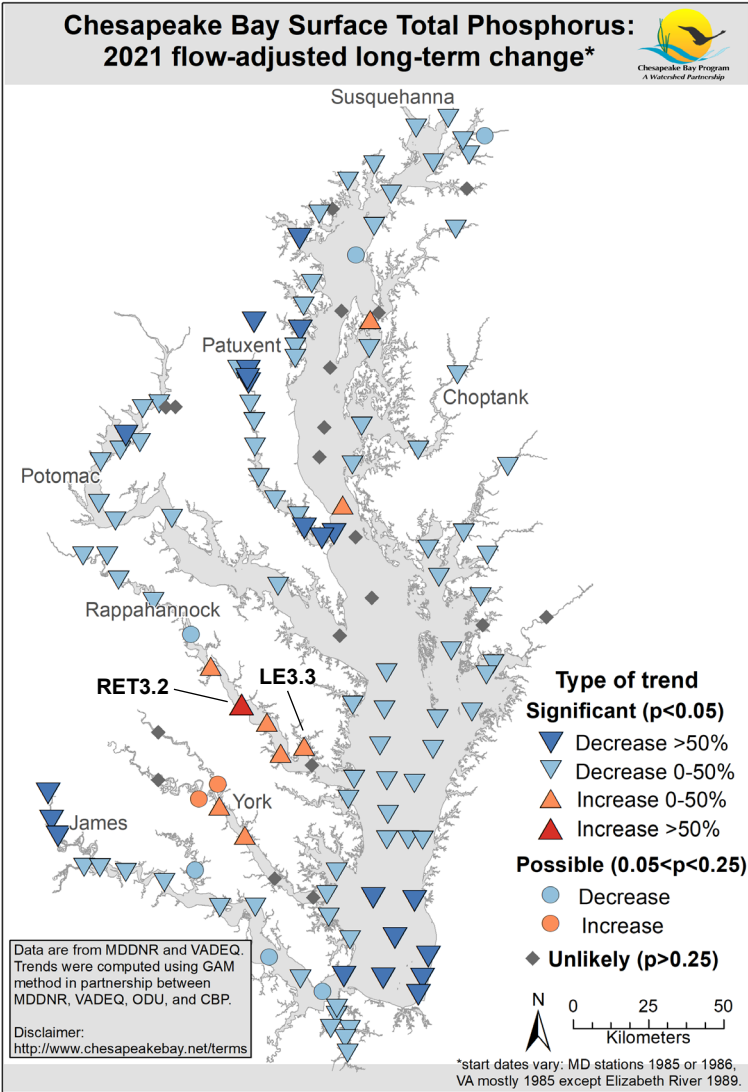 Chesapeake Bay Surface Total Phosphorus:
2021 flow-adjusted long-term change*
Chesapeake Bay Program
A Watershed Partnership
Susquehanna
Patuxent
Choptank
Potomac
Rappahannock
RET3.2
LE3.3
York
James
Type of trend
Significant (p<0.05)
Decrease >50%
Decrease 0-50%
Increase 0-50%
Increase >50%
Possible (0.05<p<0.25)
Decrease
Increase
Unlikely (p>0.25)
Data are from MDDNR and VADEQ.
Trends were computed using GAM
method in partnership between
MDDNR, VADEQ, ODU, and CBP.
Disclaimer:
http://www.chesapeakebay.net/terms
N
0 25 50
Kilometers
*start dates vary: MD stations 1985 or 1986,
VA mostly 1985 except Elizabeth River 1989.